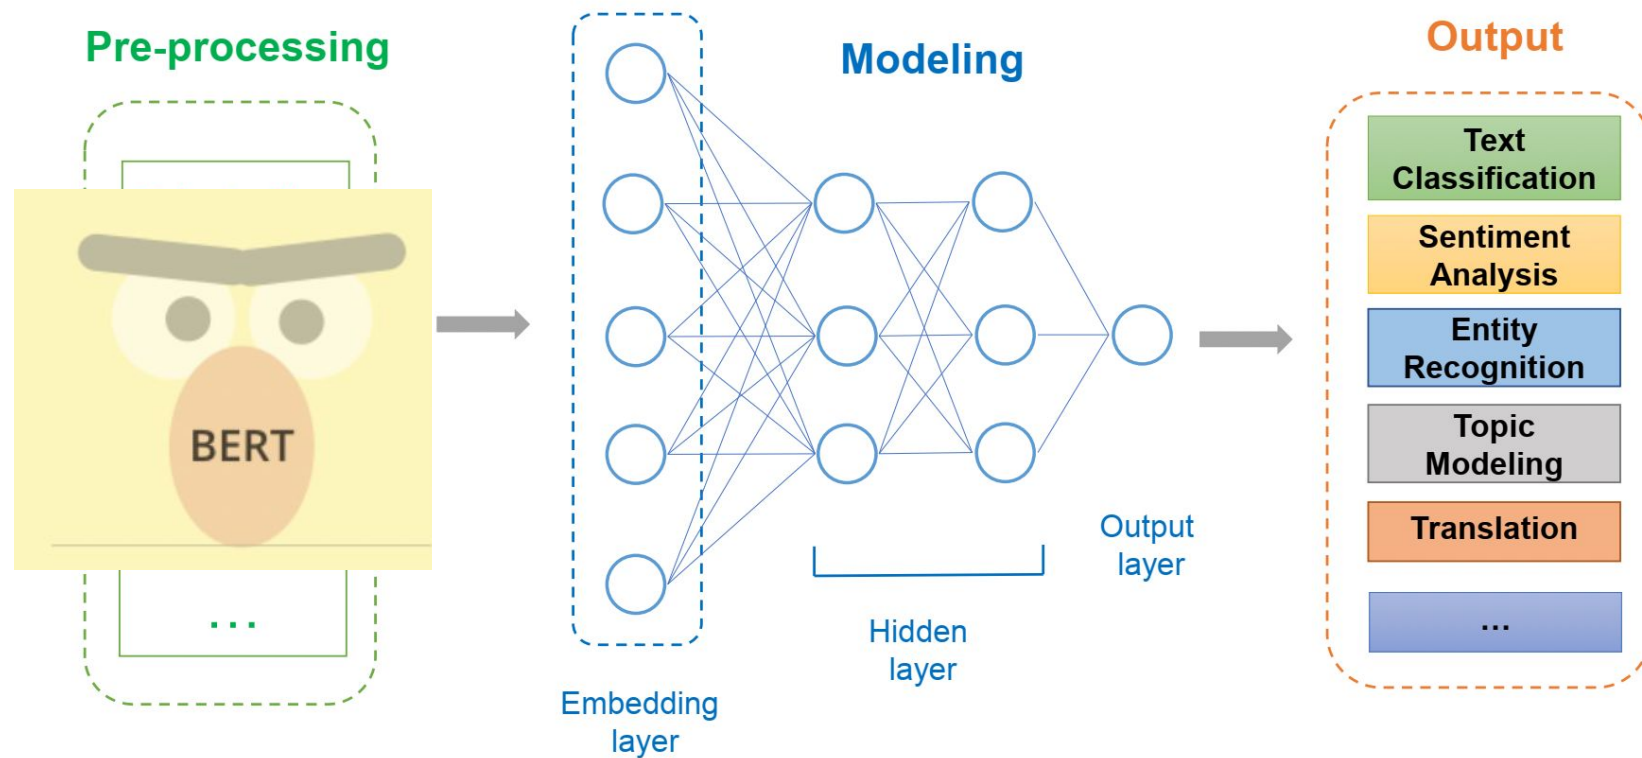 Pre-processing
BERT
...
Modeling
Embedding
layer
Hidden
layer
Output
layer
Output
Text
Classification
Sentiment
Analysis
Entity
Recognition
Topic
Modeling
Translation
...